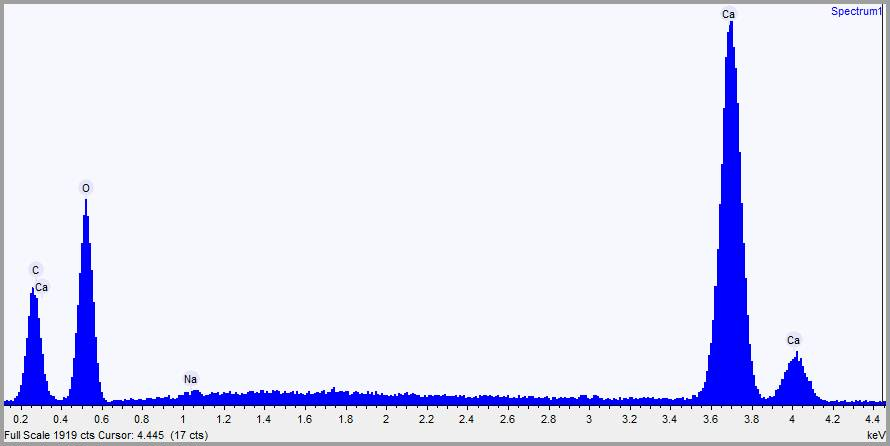 Spectrum1
Ca
O
C
Ca
Na
Ca
0.2 0.4 0.6 0.8 1 1.2 1.4 1.6 1.8 2 2.2 2.4 2.6 2.8 3 3.2 3.4 3.6 3.8 4 4.2 4.4
Full Scale 1919 cts Cursor: 4.445 (17 cts) keV